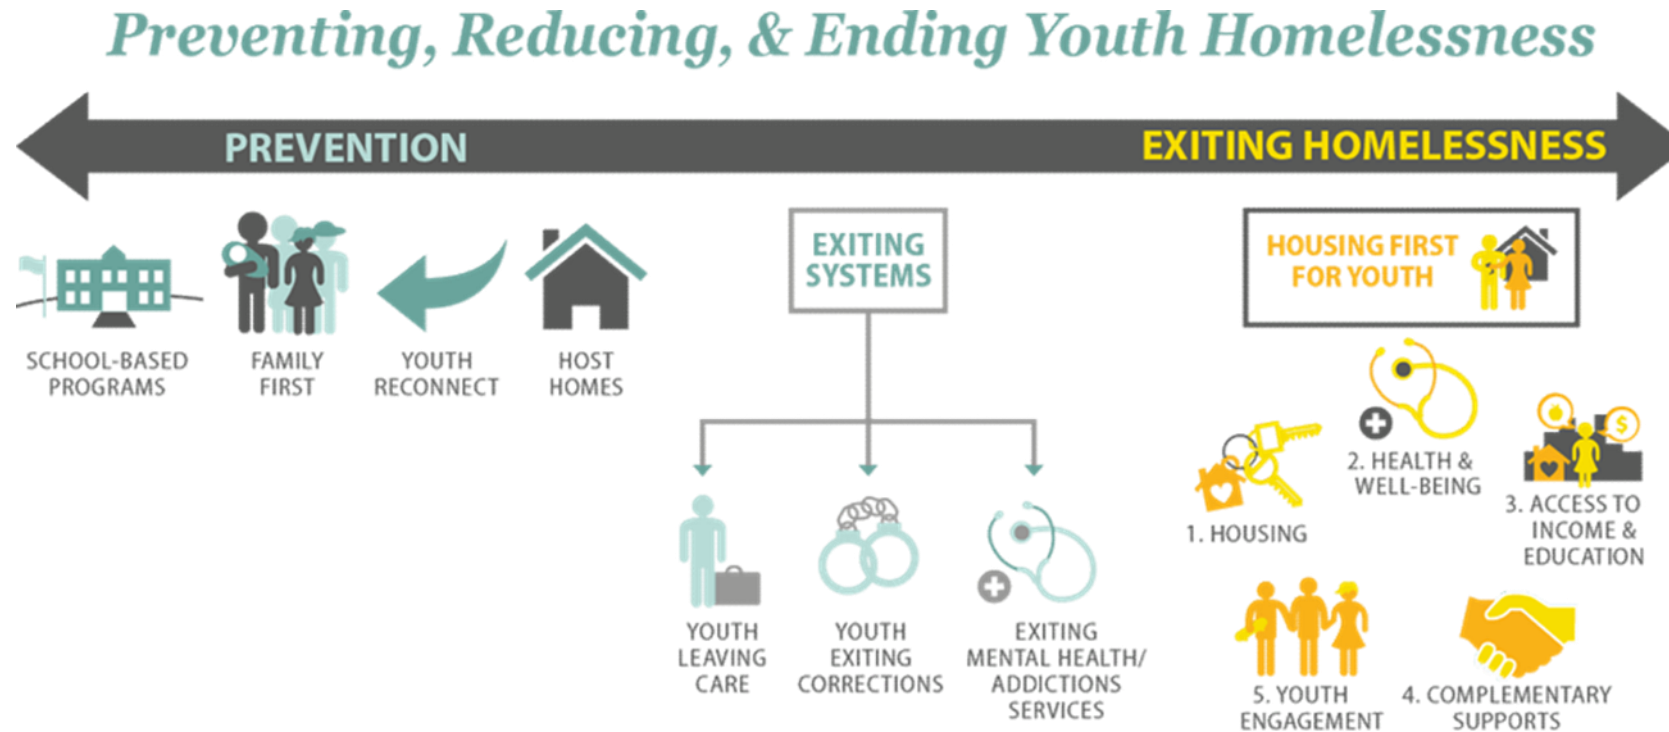 Preventing, Reducing, & Ending Youth Homelessness
PREVENTION
EXITING HOMELESSNESS
SCHOOL-BASED
PROGRAMS
FAMILY
FIRST
YOUTH
RECONNECT
HOST
HOMES
EXITING
SYSTEMS
YOUTH
LEAVING
CARE
YOUTH
EXITING
CORRECTIONS
EXITING
MENTAL HEALTH/
ADDICTIONS
SERVICES
HOUSING FIRST
FOR YOUTH
1. HOUSING
2. HEALTH &
WELL-BEING
$
3. ACCESS TO
INCOME &
EDUCATION
5. YOUTH
ENGAGEMENT
4. COMPLEMENTARY
SUPPORTS